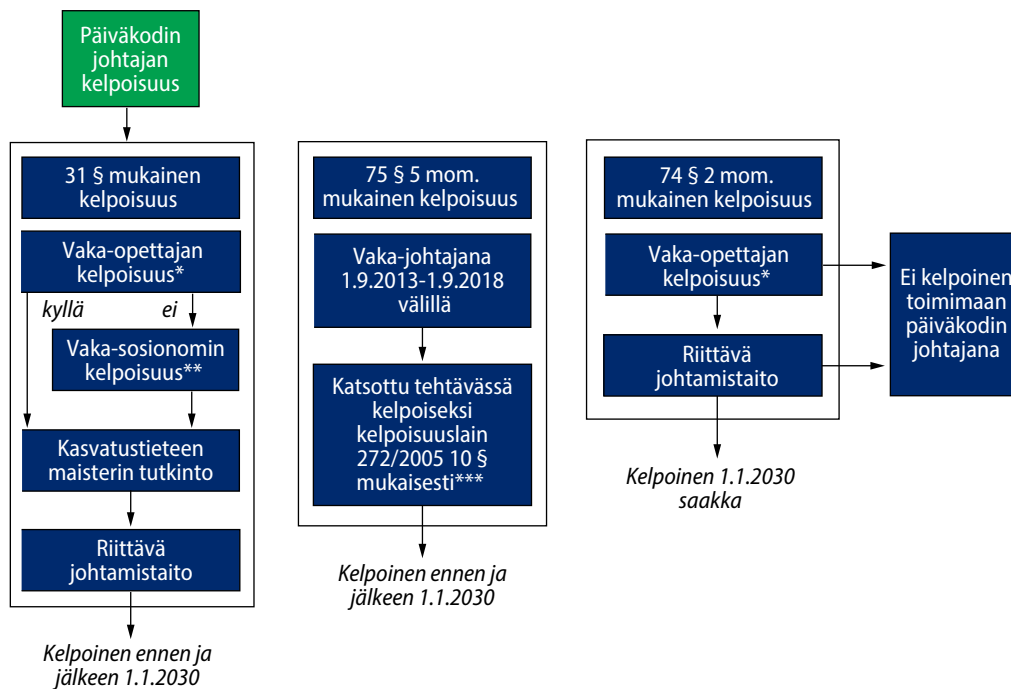 Päiväkodin
johtajan
kelpoisuus
31 § mukainen
kelpoisuus
Vaka-opettajan
kelpoisuus*
kyllä
ei
Vaka-sosionomin
kelpoisuus**
Kasvatustieteen
maisterin tutkinto
Riittävä
johtamistaito
Kelpoinen ennen ja
jälkeen 1.1.2030
75 § 5 mom.
mukainen kelpoisuus
Vaka-johtajana
1.9.2013-1.9.2018
välillä
Katsottu tehtävässä
kelpoiseksi
kelpoisuuslain
272/2005 10 §
mukaisesti***
Kelpoinen ennen ja
jälkeen 1.1.2030
74 § 2 mom.
mukainen kelpoisuus
Vaka-opettajan
kelpoisuus*
Riittävä
johtamistaito
Kelpoinen 1.1.2030
saakka
Ei kelpoinen
toimimaan
päiväkodin
johtajana